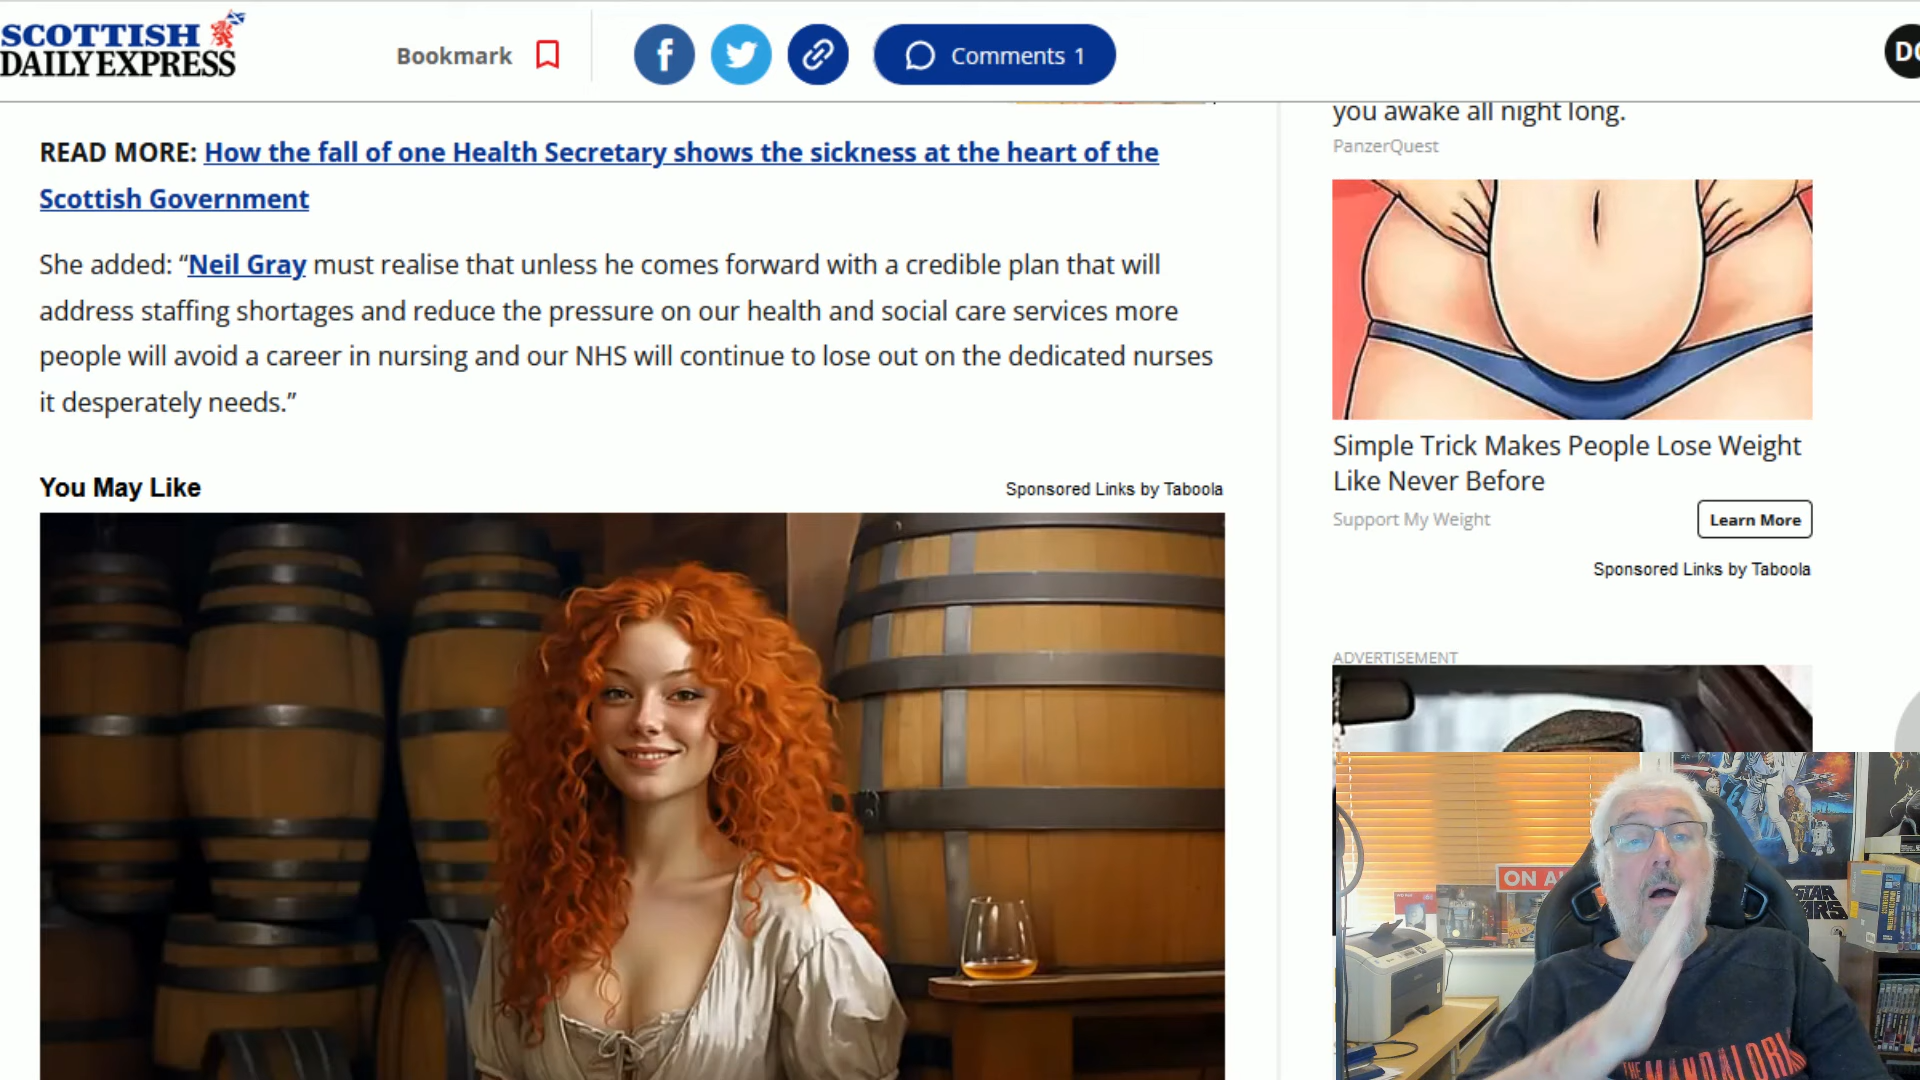 SCOTTISH
DAILY EXPRESS
Bookmark
Comments 1
READ MORE: How the fall of one Health Secretary shows the sickness at the heart of the
Scottish Government
She added: “Neil Gray must realise that unless he comes forward with a credible plan that will
address staffing shortages and reduce the pressure on our health and social care services more
people will avoid a career in nursing and our NHS will continue to lose out on the dedicated nurses
it desperately needs.”
You May Like
Sponsored Links by Taboola
you awake all night long.
PanzerQuest
Simple Trick Makes People Lose Weight
Like Never Before
Support My Weight
Learn More
Sponsored Links by Taboola
ADVERTISEMENT
ON A
STAR
WARS
THE MANDALOR